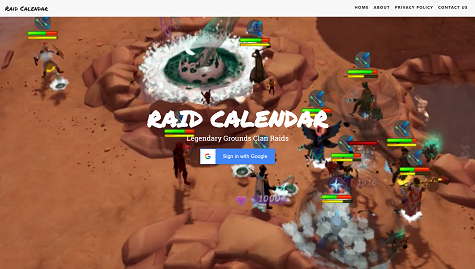 Raid Calendar
HOME ABOUT PRIVACY POLICY CONTACT US
RAID CALENDAR
Legendary Grounds Clan Raids
G Sign in with Google
1000